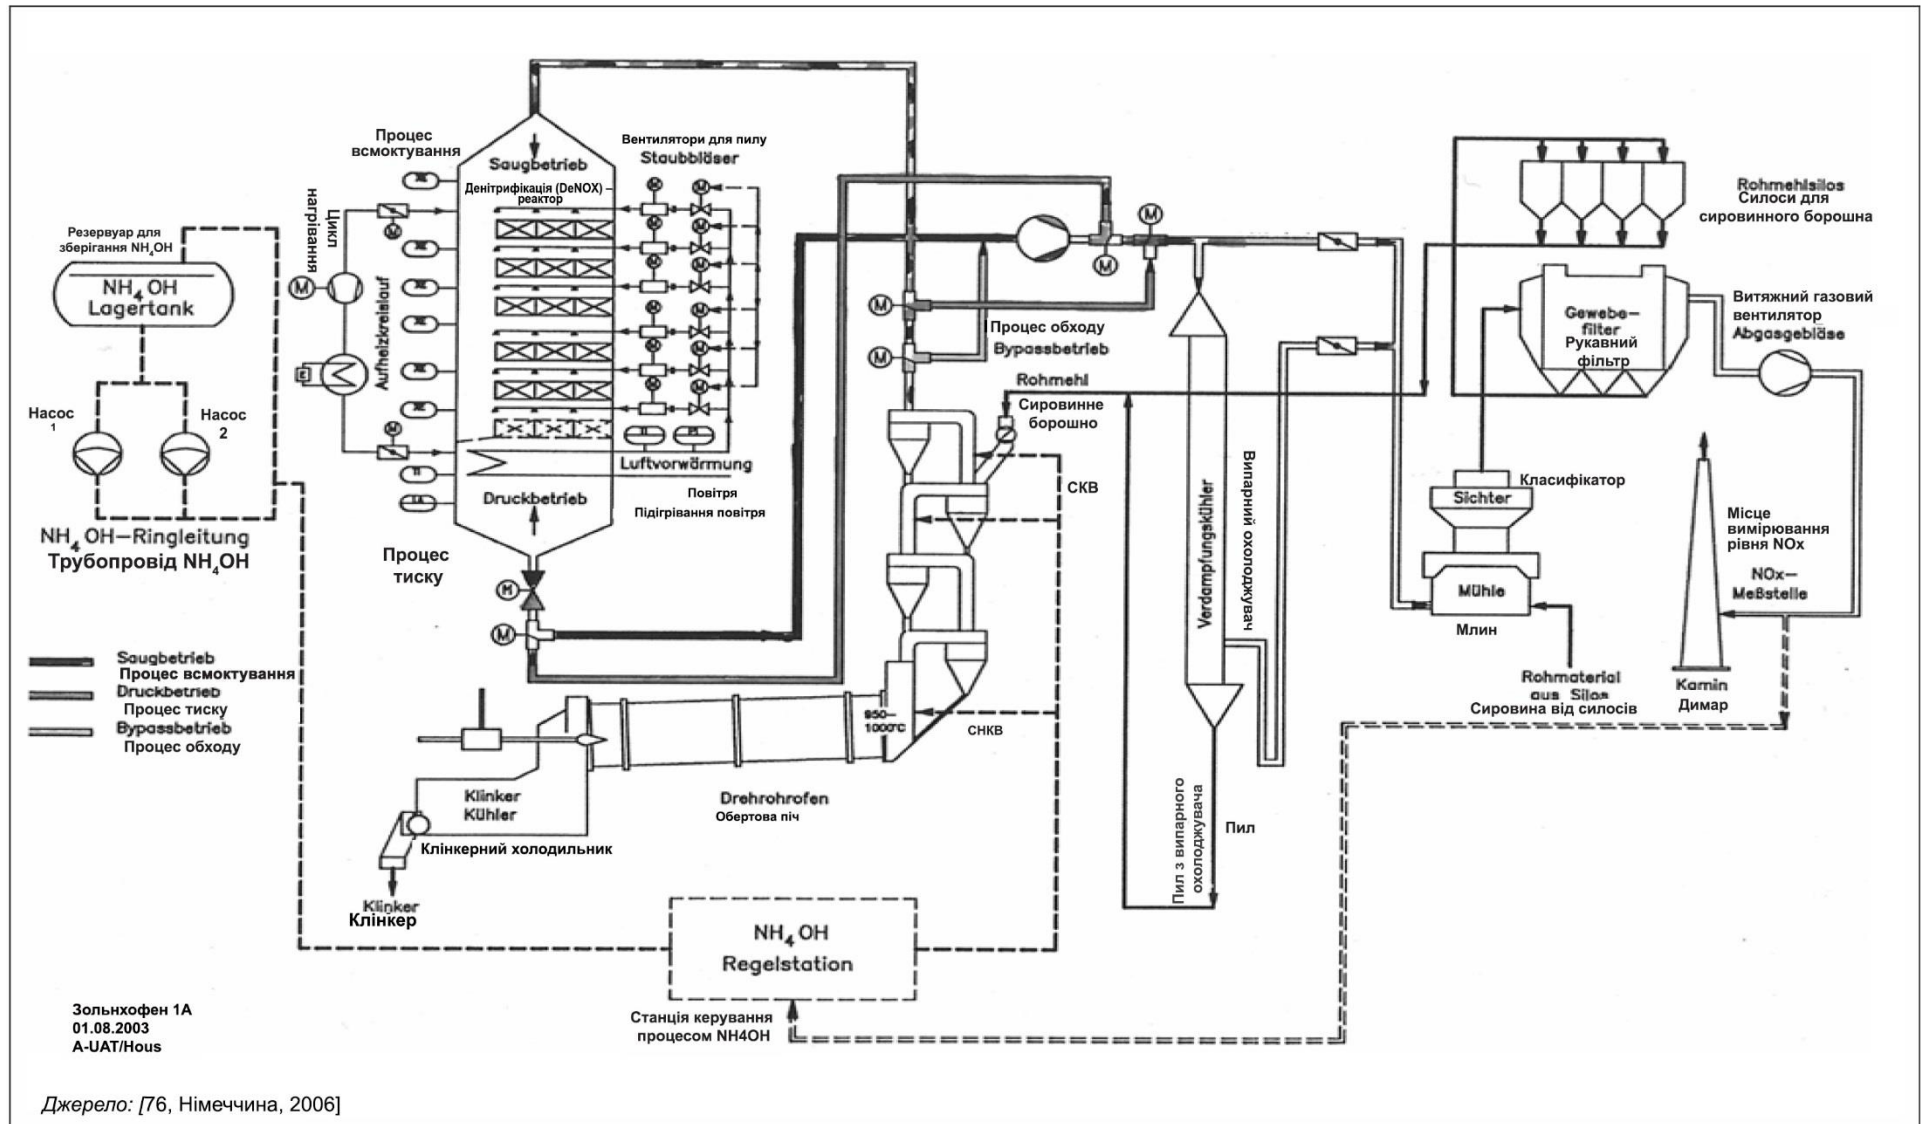 Процес
всмоктування
Saugbetrieb
Денітрифікація (DeNOX) –
реактор
Вентилятори для пилу
Staubbläser
Цикл
нагрівання
Aufheizkreislauf
Резервуар для
зберігання NH₄OH
NH₄ OH
Lagertank
Насос
1
Насос
2
NH₄ OH–Ringleitung
Трубопровід NH₄OH
M
E
TI
Luftvorwärmung
Повітря
Підігрівання повітря
Druckbetrieb
Процес
тиску
M
M
M
M
M
M
Процес обходу
Bypassbetrieb
Rohmehl
Сировинне
борошно
СКВ
СНКВ
Verdampfungskühler
Випарний охолоджувач
Пил з випарного
охолоджувача
Пил
Rohmehlsilos
Силоси для
сировинного борошна
Gewebe–
filter
Рукавний
фільтр
Витяжний газовий
вентилятор
Abgasgebläse
Sichter
Класифікатор
Mühle
Млин
Rohmaterial
aus Silos
Сировина від силосів
Місце
вимірювання
рівня NOx
NOx–
Meßstelle
Kamin
Димар
Saugbetrieb
Процес всмоктування
Druckbetrieb
Процес тиску
Bypassbetrieb
Процес обходу
850–
1000°C
Klinker
Kühler
Клінкерний холодильник
Drehrohrofen
Обертова піч
Klinker
Клінкер
NH₄ OH
Regelstation
Станція керування
процесом NH4OH
Зольнхофен 1А
01.08.2003
A-UAT/Hous
Джерело: [76, Німеччина, 2006]